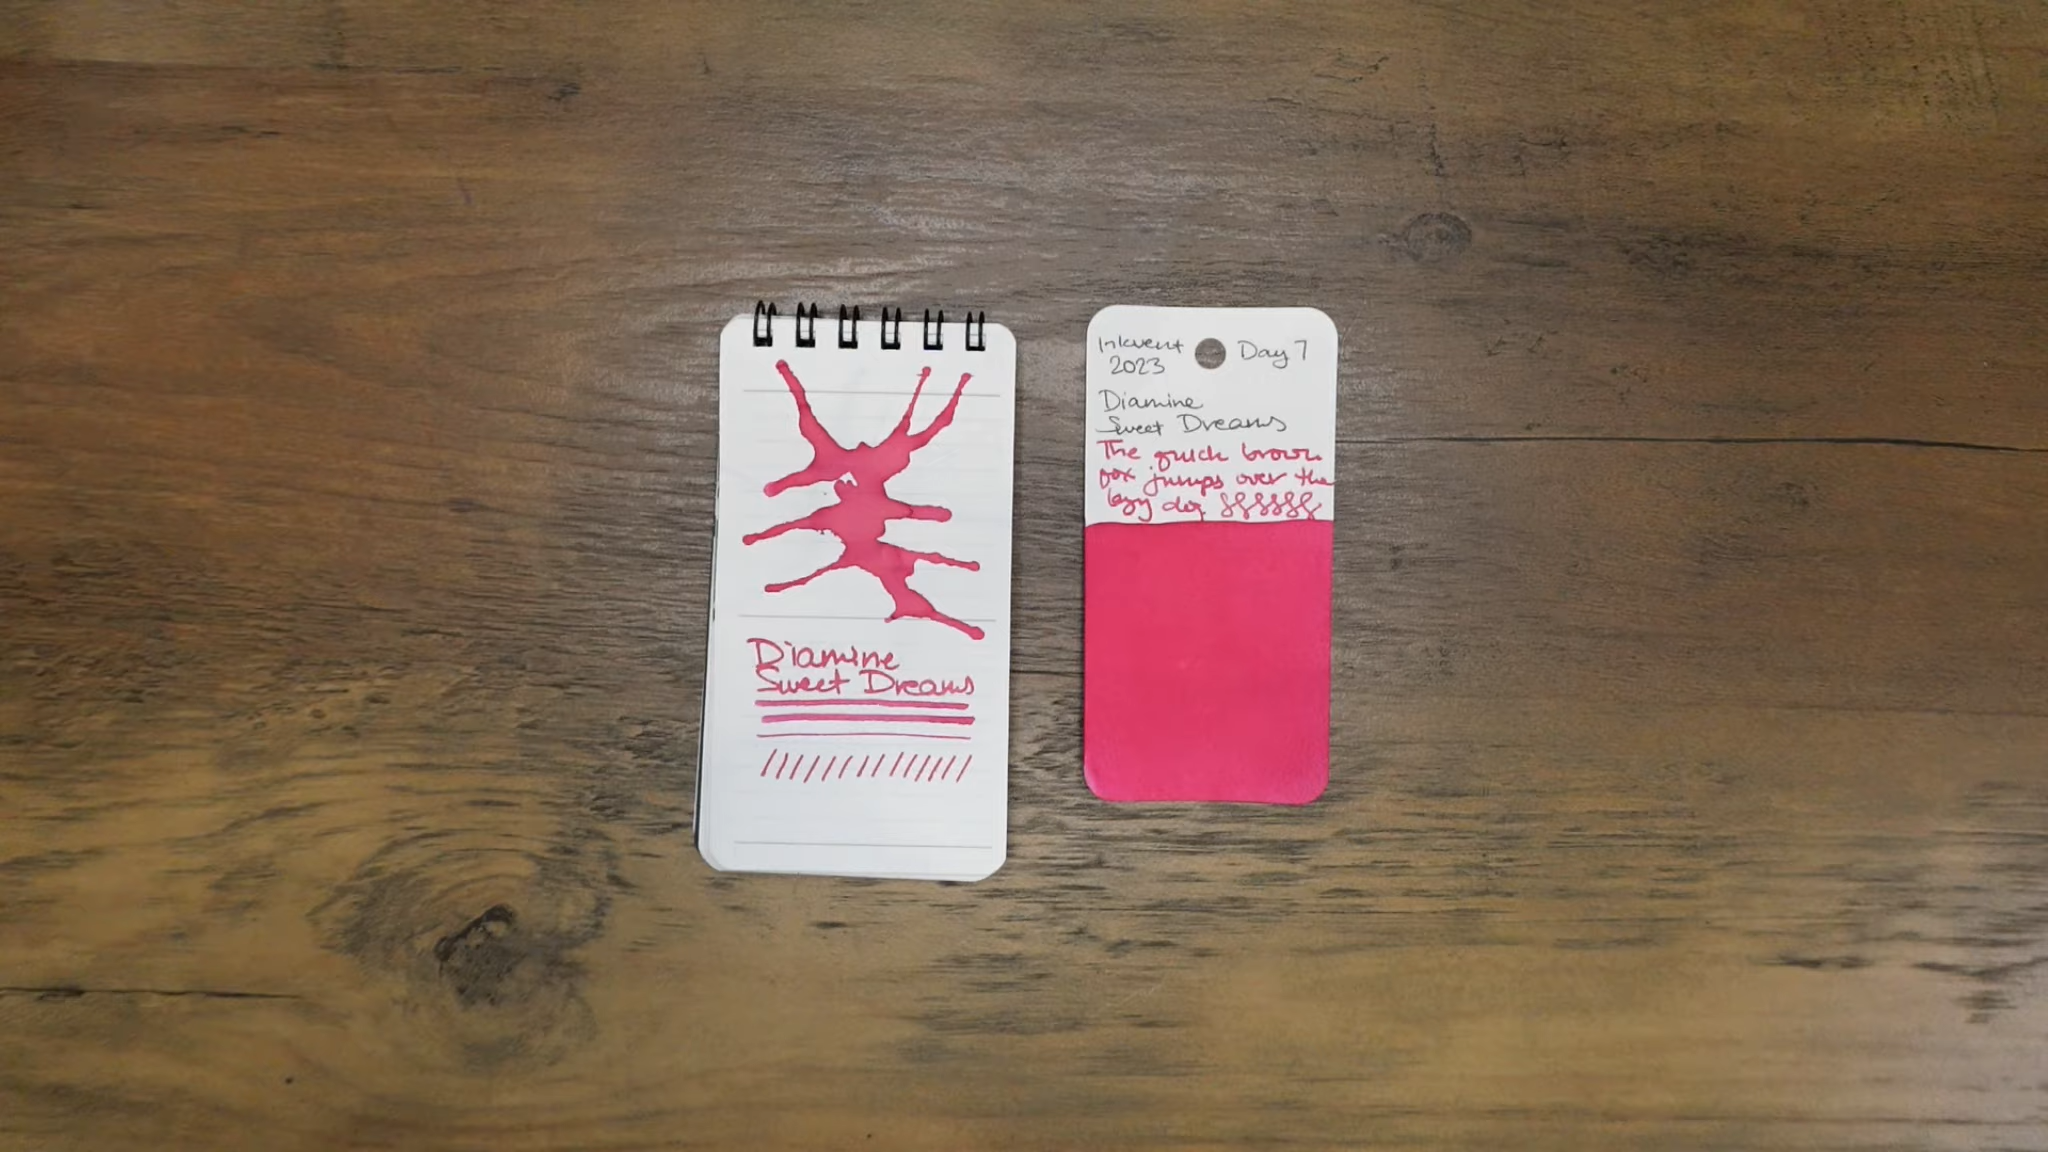 Diamine
Sweet Dreams
Inkvent
2023
Day 7
Diamine
Sweet Dreams
The quick brown
fox jumps over the
lazy dog